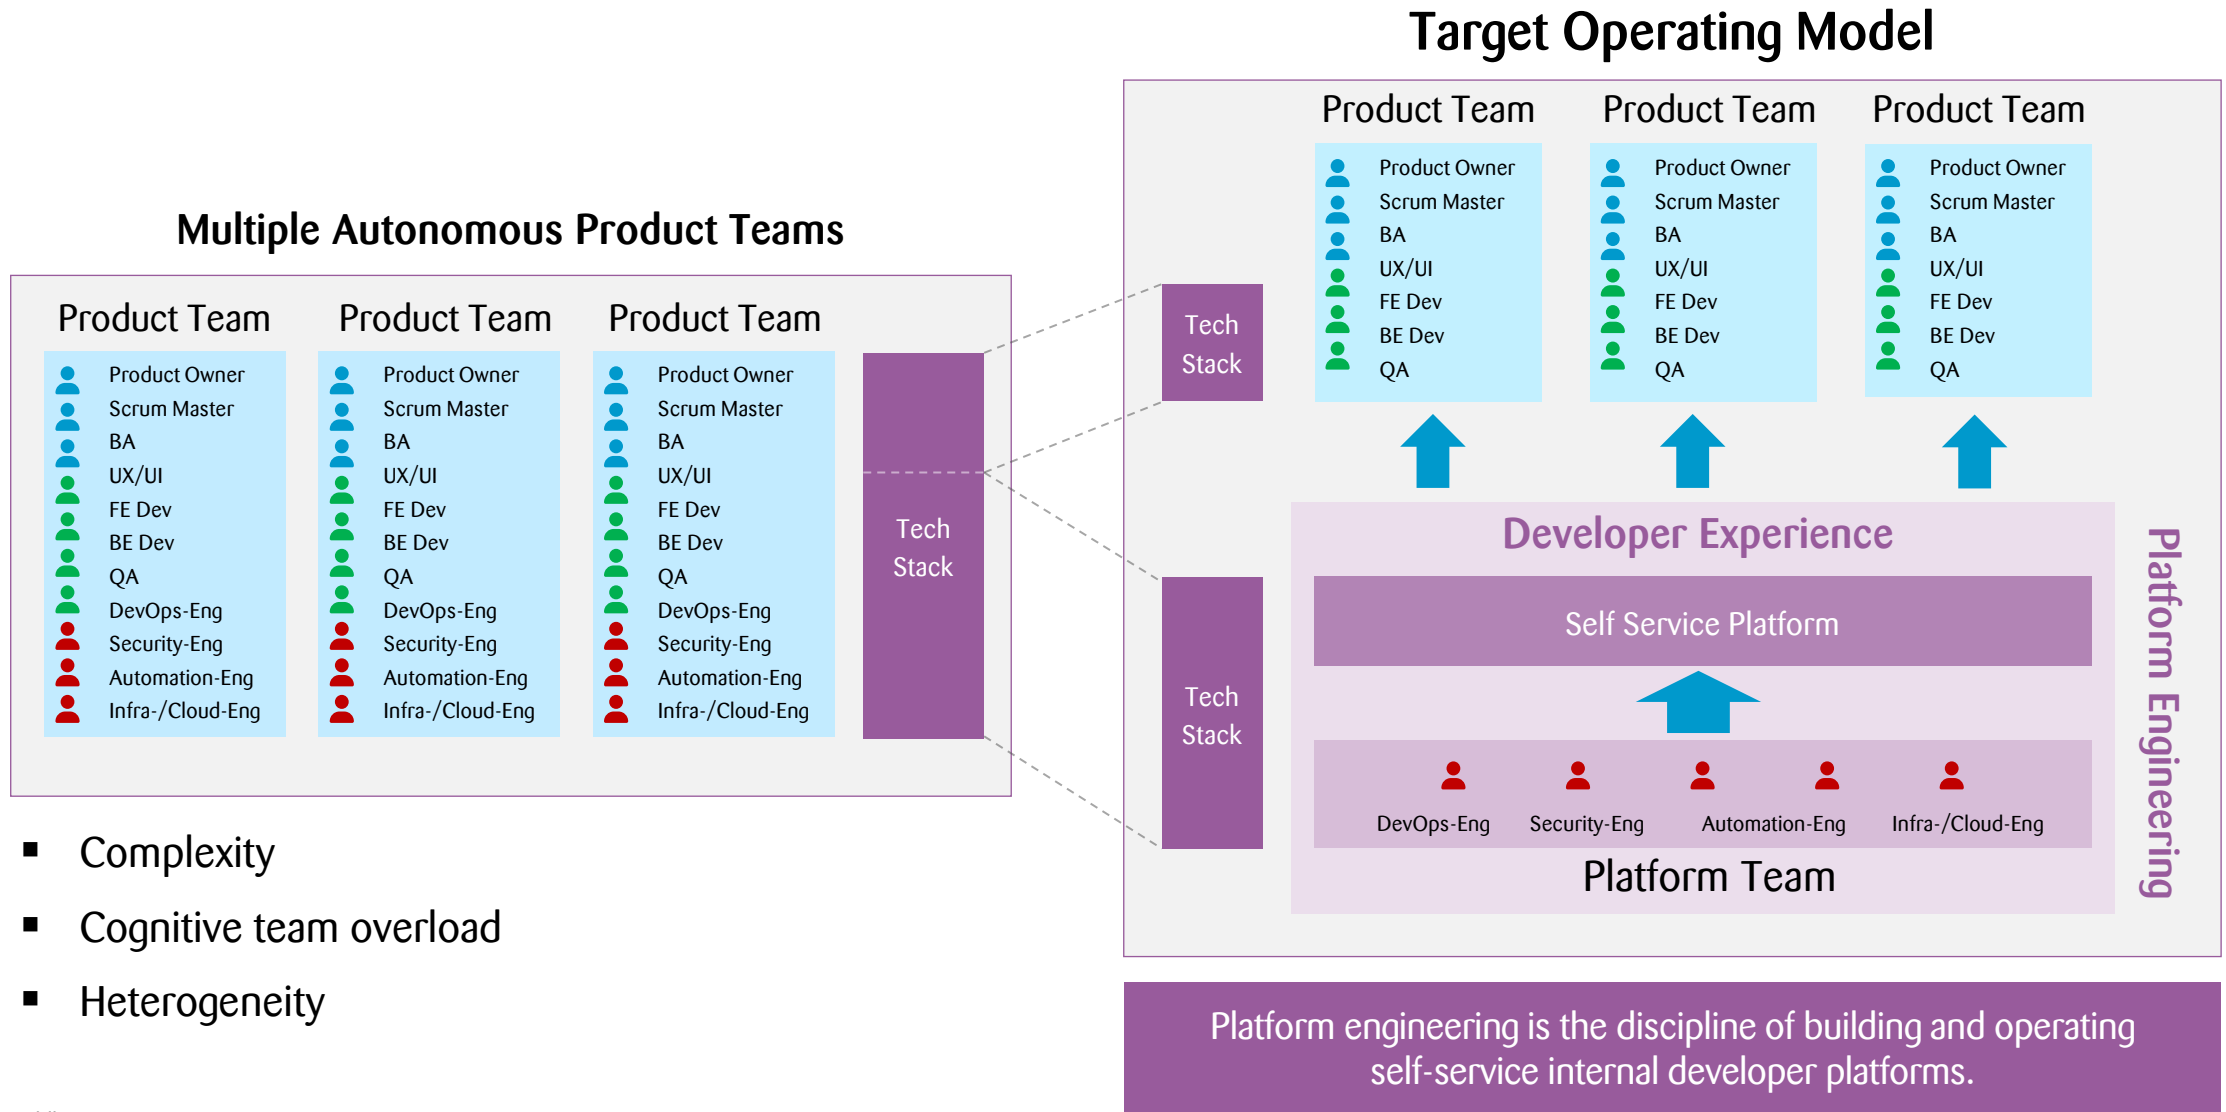 Target Operating Model
Multiple Autonomous Product Teams
Product Team
Product Owner
Scrum Master
BA
UX/UI
FE Dev
BE Dev
QA
DevOps-Eng
Security-Eng
Automation-Eng
Infra-/Cloud-Eng
Product Team
Product Owner
Scrum Master
BA
UX/UI
FE Dev
BE Dev
QA
DevOps-Eng
Security-Eng
Automation-Eng
Infra-/Cloud-Eng
Product Team
Product Owner
Scrum Master
BA
UX/UI
FE Dev
BE Dev
QA
DevOps-Eng
Security-Eng
Automation-Eng
Infra-/Cloud-Eng
Tech
Stack
▪ Complexity
▪ Cognitive team overload
▪ Heterogeneity
Tech
Stack
Tech
Stack
Product Team
Product Owner
Scrum Master
BA
UX/UI
FE Dev
BE Dev
QA
Product Team
Product Owner
Scrum Master
BA
UX/UI
FE Dev
BE Dev
QA
Product Team
Product Owner
Scrum Master
BA
UX/UI
FE Dev
BE Dev
QA
Developer Experience
Self Service Platform
DevOps-Eng Security-Eng Automation-Eng Infra-/Cloud-Eng
Platform Team
Platform Engineering
Platform engineering is the discipline of building and operating
self-service internal developer platforms.